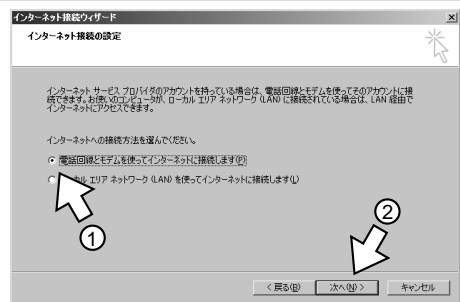 インターネット接続ウィザード
インターネット接続の設定
インターネット サービス プロバイダのアカウントを持っている場合は、電話回線とモデムを使ってそのアカウントに接
続できます。お使いのコンピュータが、ローカル エリア ネットワーク (LAN) に接続されている場合は、LAN 経由で
インターネットにアクセスできます。
インターネットへの接続方法を選んでください。
電話回線とモデムを使ってインターネットに接続します(P)
カル エリア ネットワーク (LAN) を使ってインターネットに接続します(L)
①
②
< 戻る(B)
次へ(N) >
キャンセル